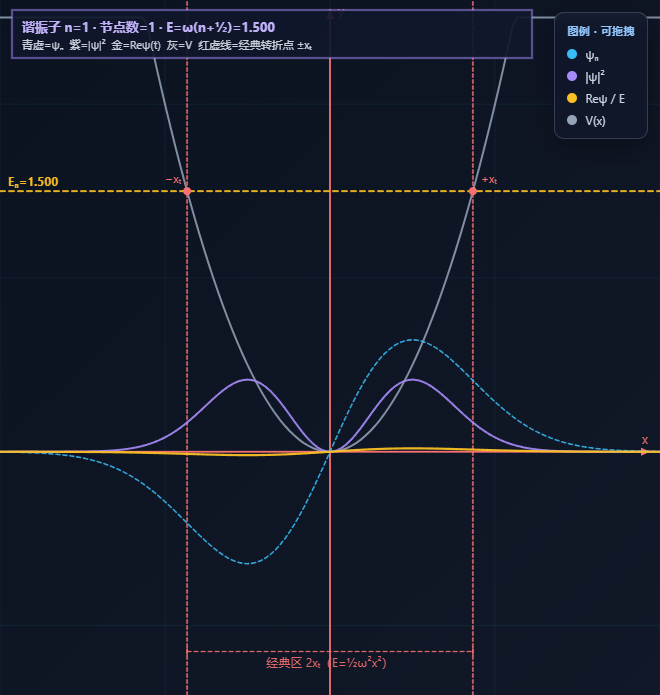 谐振子 n=1 · 节点数=1 · E=ω(n+½)=1.500
青虚=ψₙ 紫=|ψ|² 金=Reψ(t) 灰=V 红虚线=经典转折点 ±xₜ
图例 · 可拖拽
ψₙ
|ψ|²
Reψ / E
V(x)
Eₙ=1.500
−xₜ
+xₜ
x
经典区 2xₜ (E=½ω²x²)